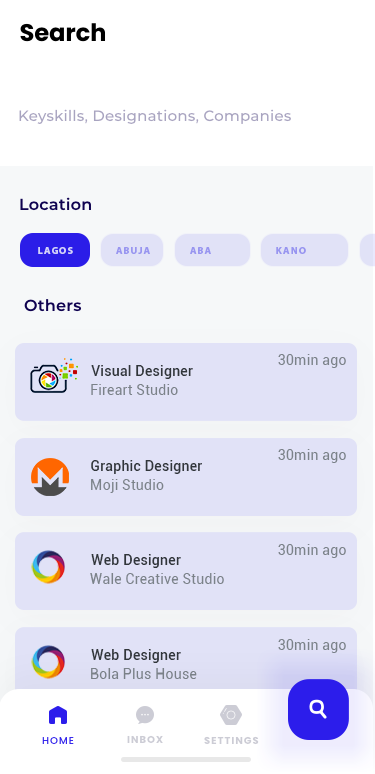 Search
Keyskills, Designations, Companies
Location
LAGOS ABUJA ABA KANO
Others
30min ago
Visual Designer
Fireart Studio
30min ago
Graphic Designer
Moji Studio
30min ago
Web Designer
Wale Creative Studio
30min ago
Web Designer
Bola Plus House
HOME INBOX SETTINGS